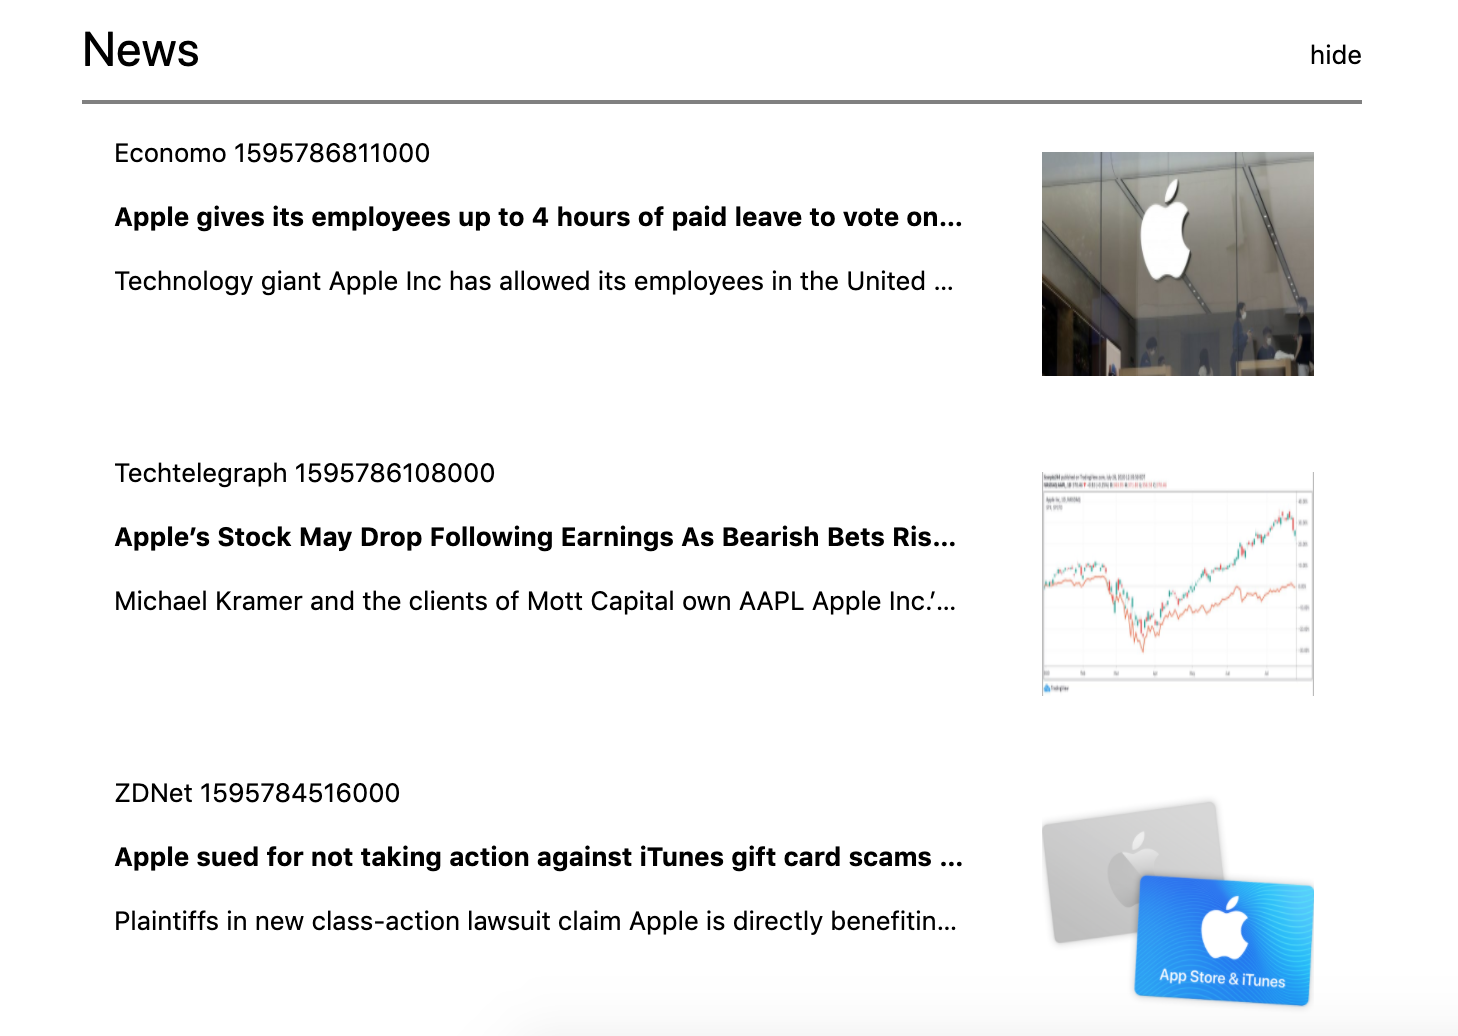 News
hide
Economo 1595786811000
Apple gives its employees up to 4 hours of paid leave to vote on...
Technology giant Apple Inc has allowed its employees in the United ...
Techtelegraph 1595786108000
Apple’s Stock May Drop Following Earnings As Bearish Bets Ris...
Michael Kramer and the clients of Mott Capital own AAPL Apple Inc.’...
TradingView
ZDNet 1595784516000
Apple sued for not taking action against iTunes gift card scams ...
Plaintiffs in new class-action lawsuit claim Apple is directly benefitin...
App Store & iTunes